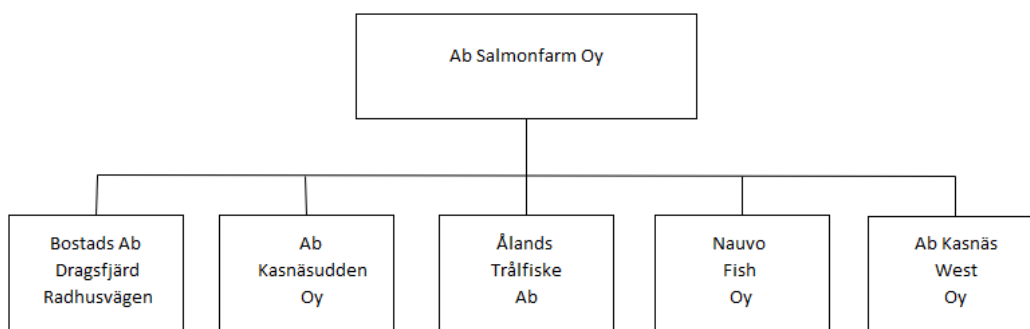 Ab Salmonfarm Oy
Bostads Ab
Dragsfjärd
Radhusvägen
Ab
Kasnäsudden
Oy
Ålands
Trålfiske
Ab
Nauvo
Fish
Oy
Ab Kasnäs
West
Oy